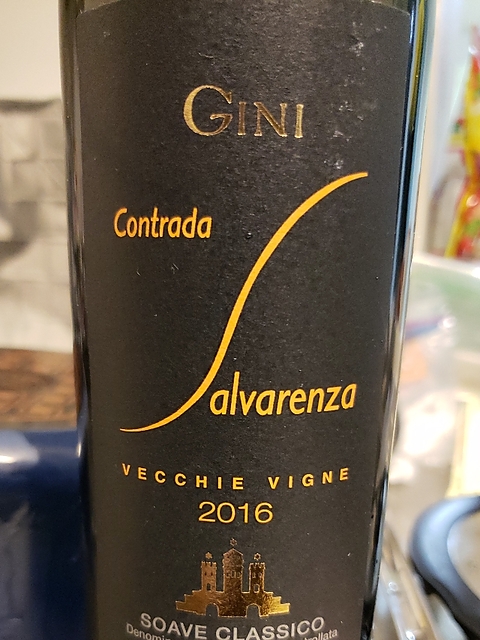 GINI
Contrada
Salvarenza
VECCHIE VIGNE
2016
SOAVE CLASSICO